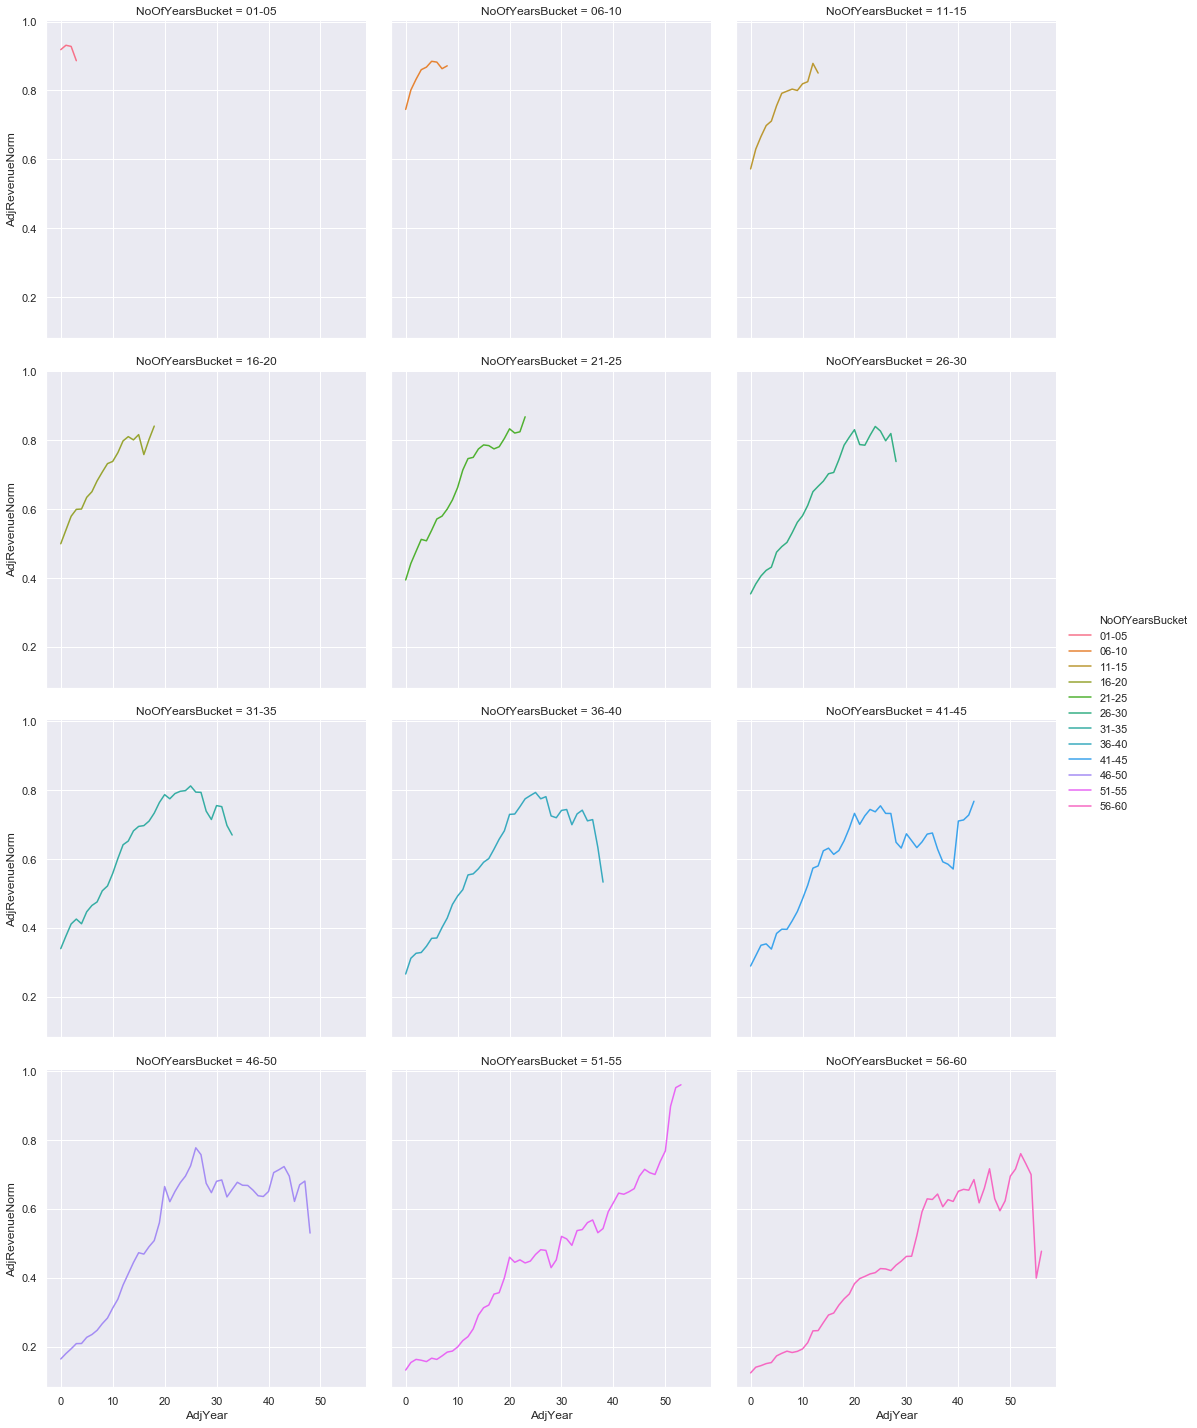 NoOfYearsBucket = 01-05
NoOfYearsBucket = 06-10
NoOfYearsBucket = 11-15
1.0
0.8
0.6
0.4
0.2
AdjRevenueNorm
NoOfYearsBucket = 16-20
NoOfYearsBucket = 21-25
NoOfYearsBucket = 26-30
1.0
0.8
0.6
0.4
0.2
AdjRevenueNorm
NoOfYearsBucket
01-05
06-10
11-15
16-20
21-25
26-30
31-35
36-40
41-45
46-50
51-55
56-60
NoOfYearsBucket = 31-35
NoOfYearsBucket = 36-40
NoOfYearsBucket = 41-45
1.0
0.8
0.6
0.4
0.2
AdjRevenueNorm
NoOfYearsBucket = 46-50
NoOfYearsBucket = 51-55
NoOfYearsBucket = 56-60
1.0
0.8
0.6
0.4
0.2
AdjRevenueNorm
0 10 20 30 40 50
AdjYear
0 10 20 30 40 50
AdjYear
0 10 20 30 40 50
AdjYear